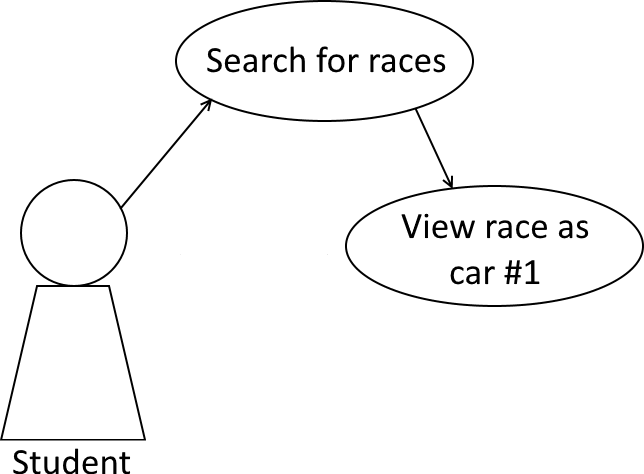 Search for races
View race as
car #1
Student